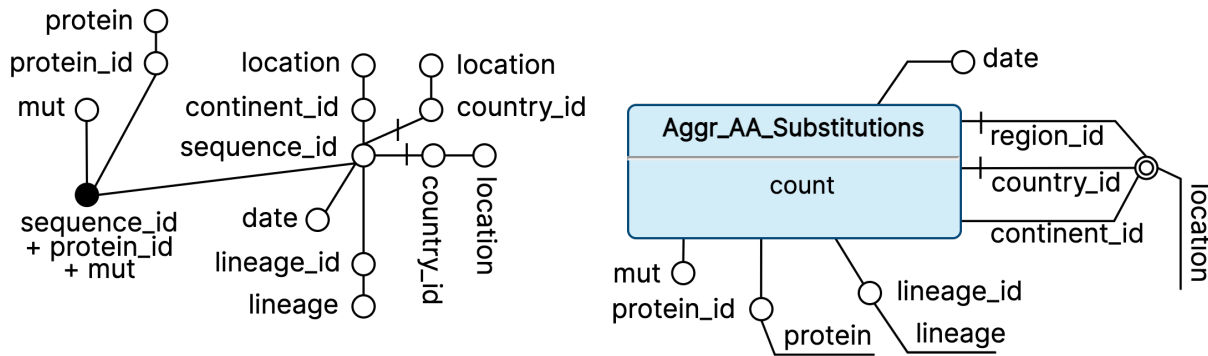 protein
protein_id
mut
sequence_id
+ protein_id
+ mut
location
continent_id
sequence_id
date
lineage_id
lineage
location
country_id
country_id
location
Aggr_AA_Substitutions
count
date
region_id
country_id
continent_id
location
mut
protein_id
protein
lineage_id
lineage